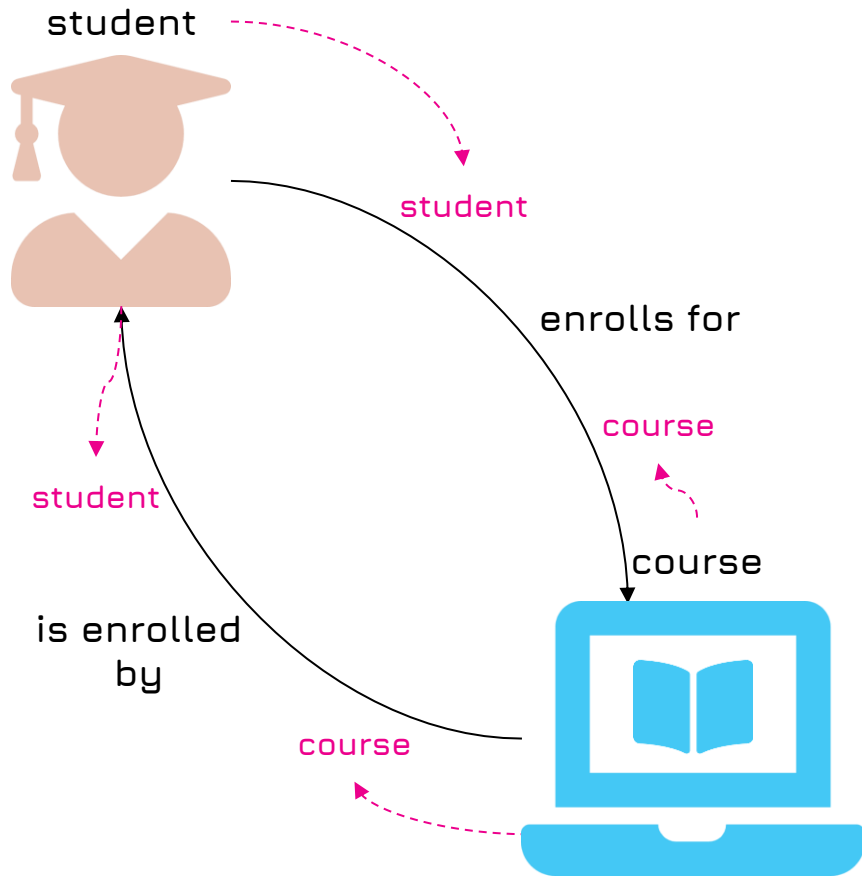 student
student
enrolls for
course
course
student
is enrolled
by
course